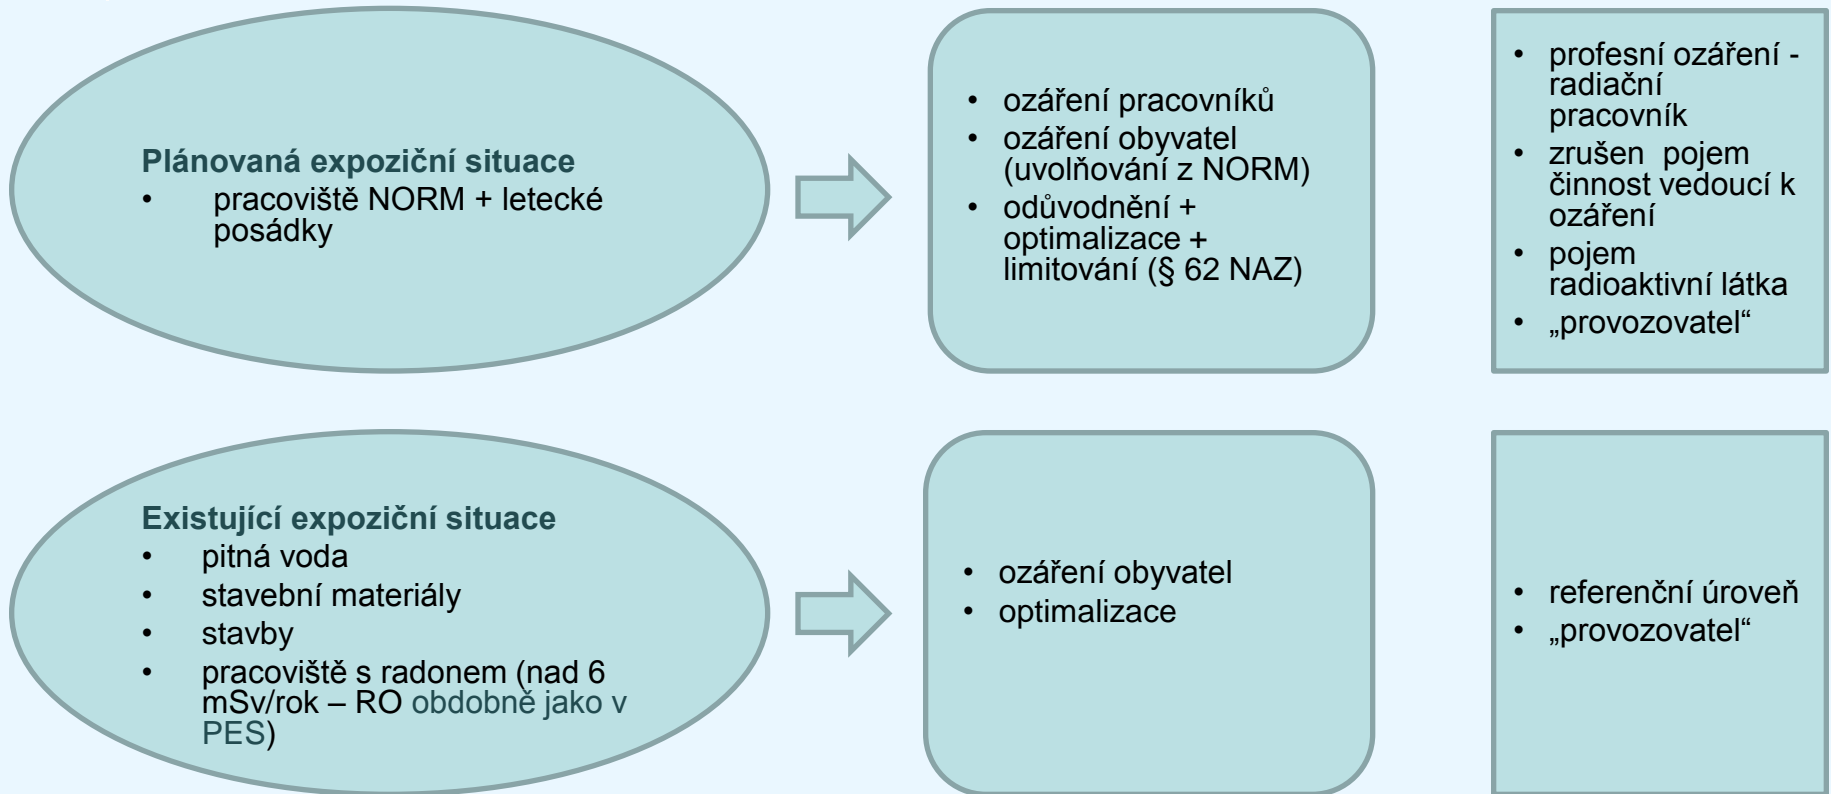 Plánovaná expoziční situace
• pracoviště NORM + letecké
posádky
• ozáření pracovníků
• ozáření obyvatel
(uvolňování z NORM)
• odůvodnění +
optimalizace +
limitování (§ 62 NAZ)
• profesní ozáření -
radiační
pracovník
• zrušen pojem
činnost vedoucí k
ozáření
• pojem
radioaktivní látka
• „provozovatel“
Existující expoziční situace
• pitná voda
• stavební materiály
• stavby
• pracoviště s radonem (nad 6
mSv/rok – RO obdobně jako v
PES)
• ozáření obyvatel
• optimalizace
• referenční úroveň
• „provozovatel“